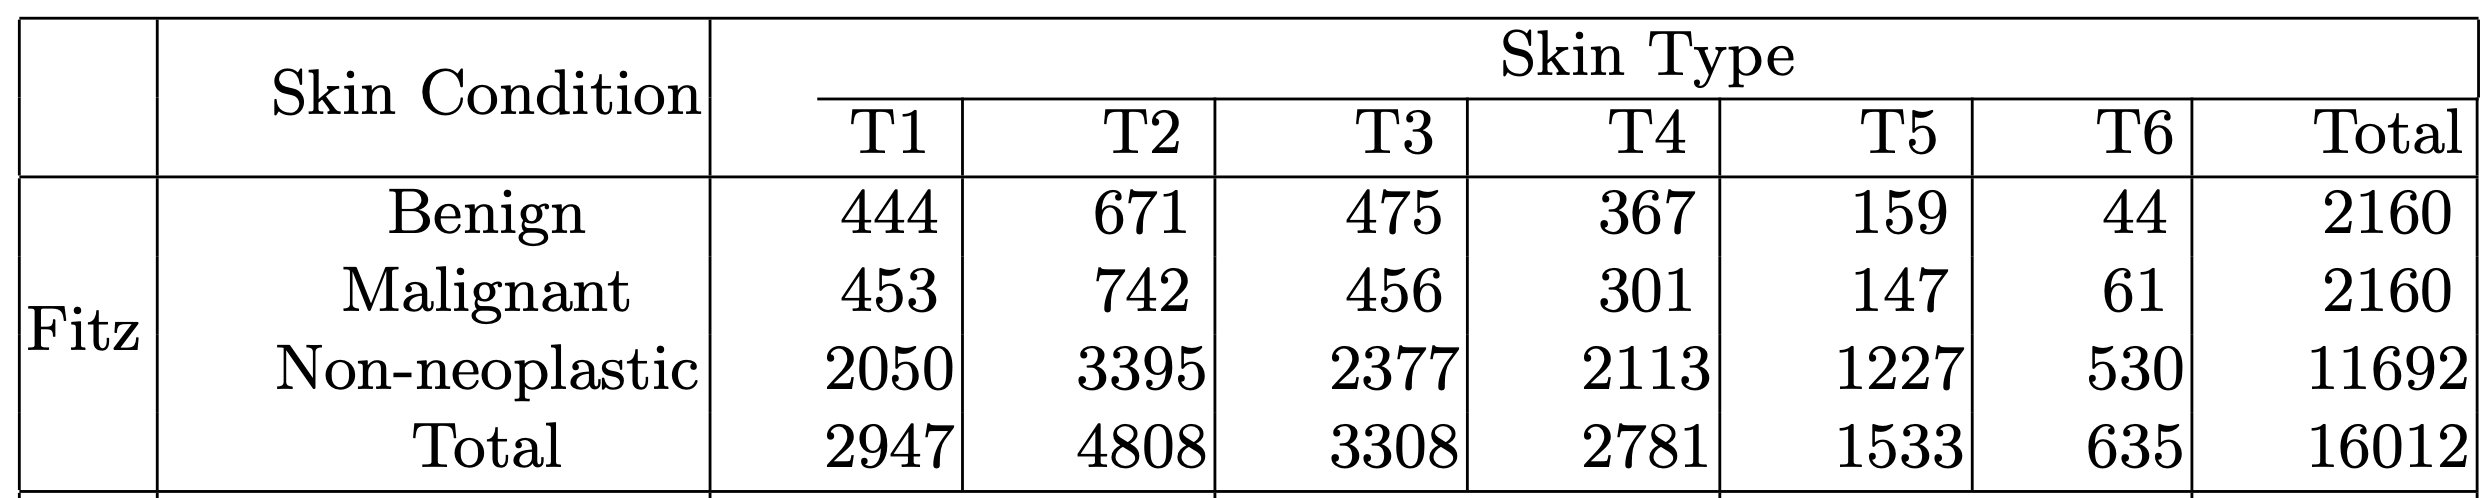 Skin Type
Skin Condition
T1 T2 T3 T4 T5 T6 Total
Benign 444 671 475 367 159 44 2160
Malignant 453 742 456 301 147 61 2160
Fitz
Non-neoplastic 2050 3395 2377 2113 1227 530 11692
Total 2947 4808 3308 2781 1533 635 16012